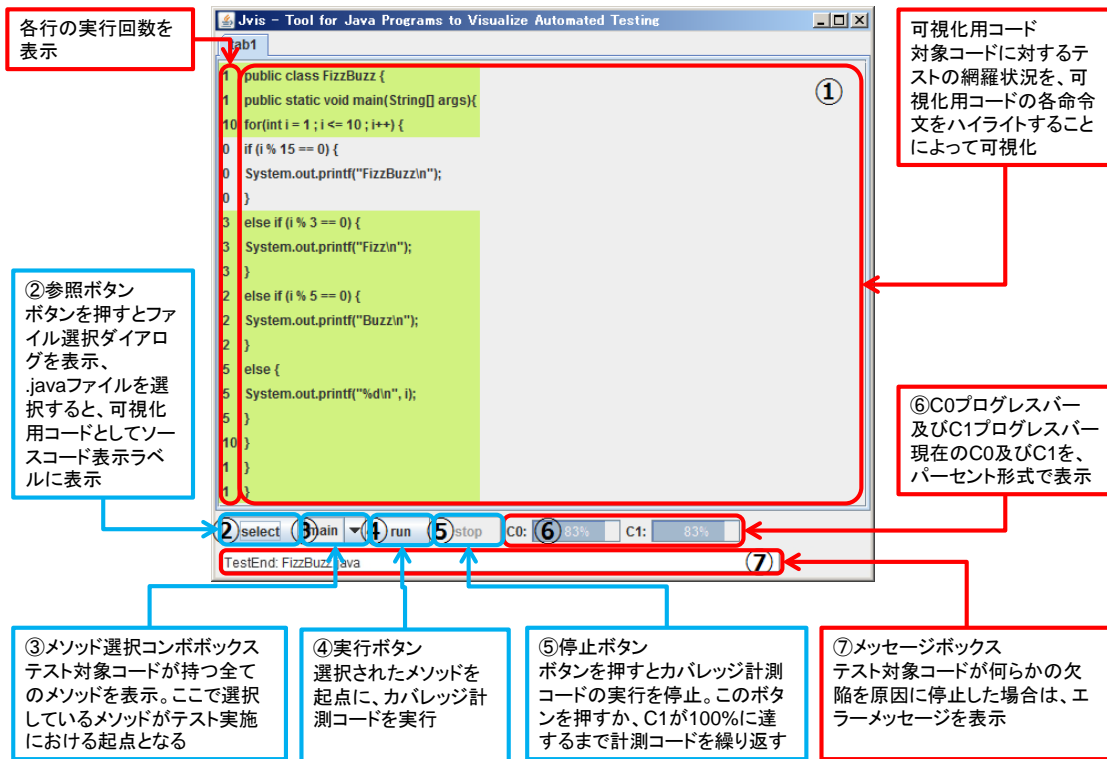 各行の実行回数を
表示
Jvis - Tool for Java Programs to Visualize Automated Testing
tab1
1 public class FizzBuzz {
1 public static void main(String[] args){
10 for(int i = 1 ; i <= 10 ; i++) {
0 if (i % 15 == 0) {
0 System.out.printf("FizzBuzz\n");
0 }
3 else if (i % 3 == 0) {
3 System.out.printf("Fizz\n");
3 }
2 else if (i % 5 == 0) {
2 System.out.printf("Buzz\n");
2 }
5 else {
5 System.out.printf("%d\n", i);
5 }
10 }
1 }
1 }
①
可視化用コード
対象コードに対するテ
ストの網羅状況を、可
視化用コードの各命令
文をハイライトすること
によって可視化
②参照ボタン
ボタンを押すとファ
イル選択ダイアロ
グを表示、
.javaファイルを選
択すると、可視化
用コードとしてソー
スコード表示ラベ
ルに表示
⑥C0プログレスバー
及びC1プログレスバー
現在のC0及びC1を、
パーセント形式で表示
② select ③ main ④ run ⑤ stop C0: ⑥ 83% C1: 83%
TestEnd: FizzBuzz.java ⑦
③メソッド選択コンボボックス
テスト対象コードが持つ全て
のメソッドを表示。ここで選択
しているメソッドがテスト実施
における起点となる
④実行ボタン
選択されたメソッドを
起点に、カバレッジ計
測コードを実行
⑤停止ボタン
ボタンを押すとカバレッジ計測
コードの実行を停止。このボタ
ンを押すか、C1が100%に達
するまで計測コードを繰り返す
⑦メッセージボックス
テスト対象コードが何らかの欠
陥を原因に停止した場合は、エ
ラーメッセージを表示